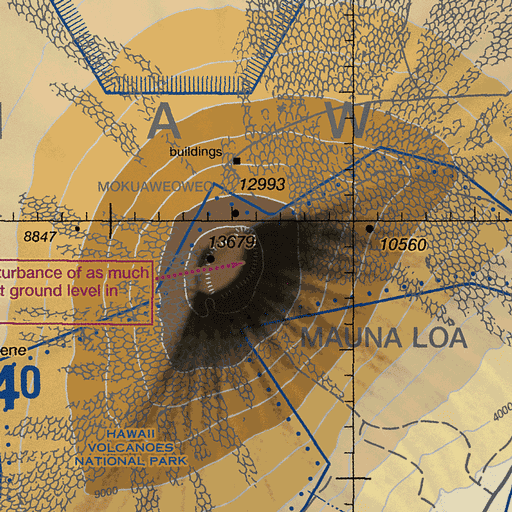 A W
buildings
MOKUAWEOWEO
12993
8847
13679
10560
turbance of as much
t ground level in
MAUNA LOA
ene
40
HAWAII
VOLCANOES
NATIONAL PARK
9000
4000